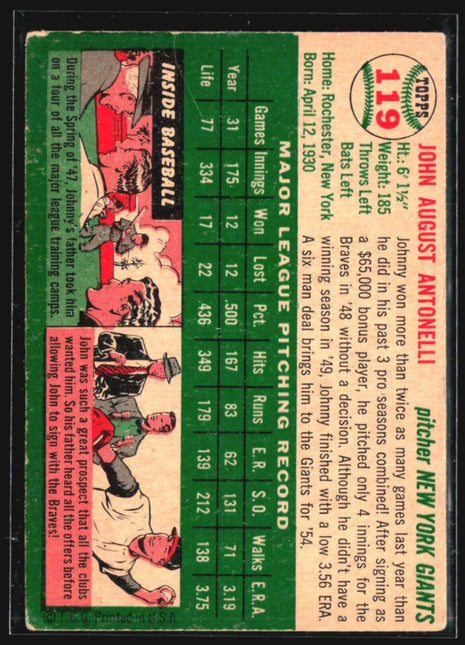 TOPPS
119
JOHN AUGUST ANTONELLI
pitcher NEW YORK GIANTS
Ht.: 6' 1½"
Weight: 185
Throws Left
Bats Left
Home: Rochester, New York
Born: April 12, 1930
Johnny won more than twice as many games last year than
he did in his past 3 pro seasons combined! After signing as
a $65,000 bonus player, he pitched only 4 innings for the
Braves in '48 without a decision. Although he didn't have a
winning season in '49, Johnny finished with a low 3.56 ERA
A six man deal brings him to the Giants for '54.
MAJOR LEAGUE PITCHING RECORD
Games Innings Won Lost Pct. Hits Runs E.R. S.O. Walks E.R.A.
Year 31 175 12 12 .500 167 83 62 131 71 3.19
Life 77 334 17 22 436 349 179 139 212 138 3.75
INSIDE BASEBALL
During the Spring of '47, Johnny's father took him
on a tour of all the major league training camps.
John was such a great prospect that all the clubs
wanted him. So his father heard all the offers before
allowing John to sign with the Braves!
© T.C.G. Printed in U.S.A.